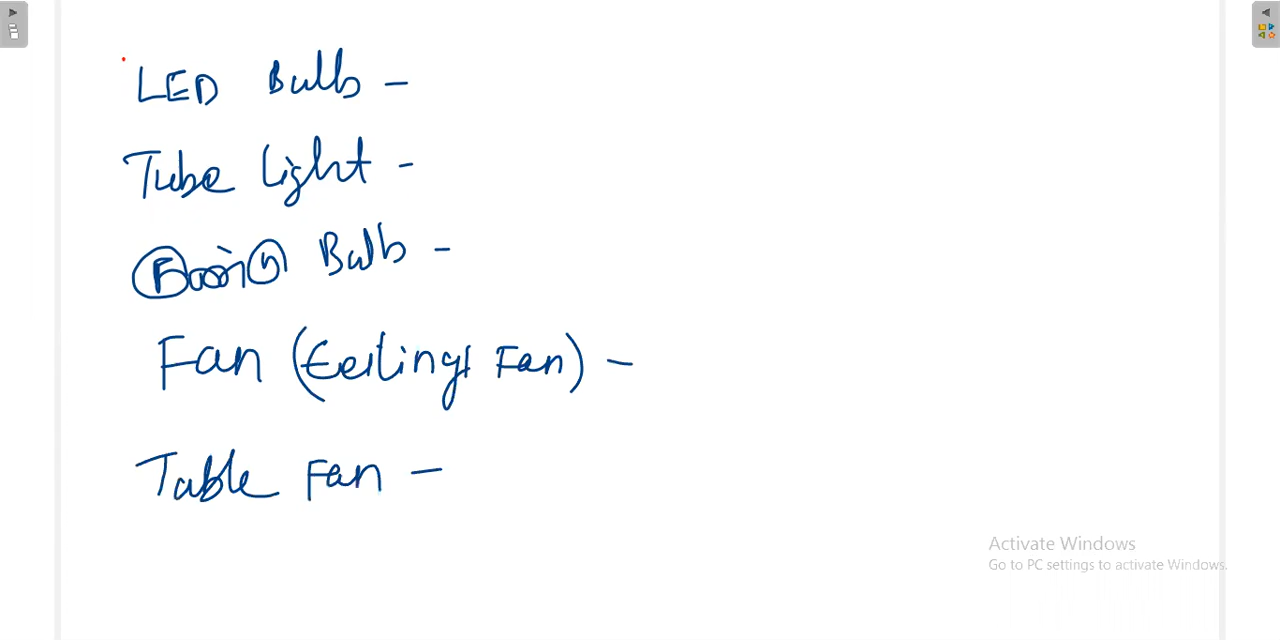 LED Bulb -
Tube Light -
Bulb -
Fan (Ceiling Fan) -
Table Fan -
Activate Windows
Go to PC settings to activate Windows.